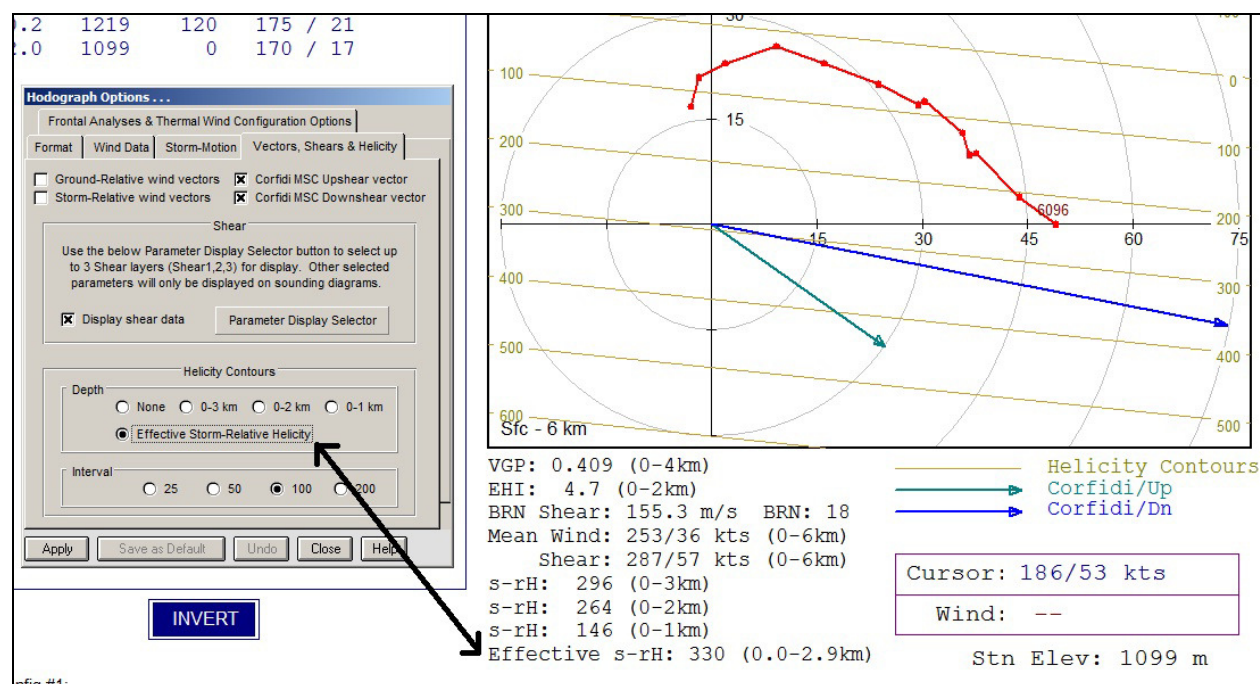 0.2 1219 120 175 / 21
2.0 1099 0 170 / 17
Hodograph Options . . .
Frontal Analyses & Thermal Wind Configuration Options
Format Wind Data Storm-Motion Vectors, Shears & Helicity
Ground-Relative wind vectors Corfidi MSC Upshear vector
Storm-Relative wind vectors Corfidi MSC Downshear vector
Shear
Use the below Parameter Display Selector button to select up
to 3 Shear layers (Shear1,2,3) for display. Other selected
parameters will only be displayed on sounding diagrams.
Display shear data Parameter Display Selector
Helicity Contours
Depth
None 0-3 km 0-2 km 0-1 km
Effective Storm-Relative Helicity
Interval
25 50 100 200
Apply Save as Default Undo Close Help
INVERT
30
100
0
15
200
100
300
6096
200
15 30 45 60 75
400
300
500
400
600
500
Sfc - 6 km
VGP: 0.409 (0-4km)
EHI: 4.7 (0-2km)
BRN Shear: 155.3 m/s BRN: 18
Mean Wind: 253/36 kts (0-6km)
Shear: 287/57 kts (0-6km)
s-rH: 296 (0-3km)
s-rH: 264 (0-2km)
s-rH: 146 (0-1km)
Effective s-rH: 330 (0.0-2.9km)
Helicity Contours
Corfidi/Up
Corfidi/Dn
Cursor: 186/53 kts
Wind: --
Stn Elev: 1099 m